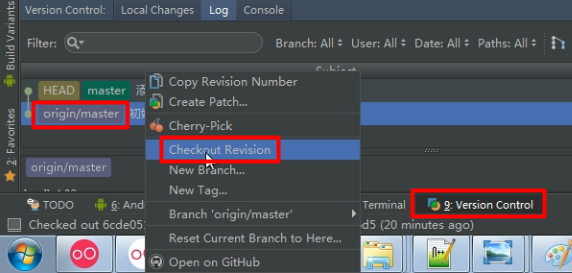 Version Control: Local Changes Log Console
Filter: Branch: All User: All Date: All Paths: All
Subject
HEAD master 添
origin/master 初始
origin/master
Copy Revision Number
Create Patch...
Cherry-Pick
Checkout Revision
New Branch...
New Tag...
Branch 'origin/master'
Reset Current Branch to Here...
Open on GitHub
Build Variants
2: Favorites
TODO 6: And Terminal 9: Version Control
Checked out 6cde05 d5 (20 minutes ago)